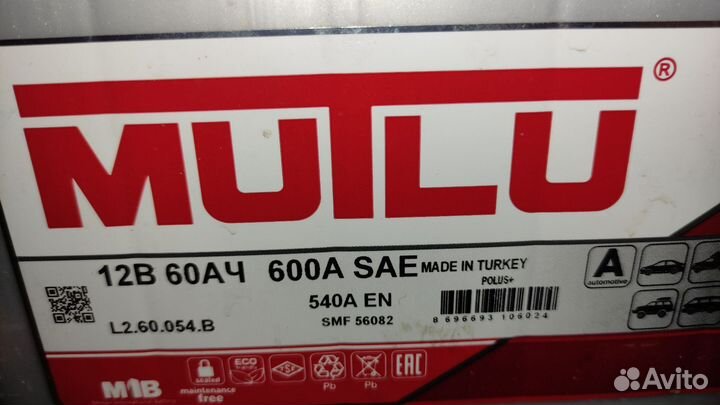 MUTLU ®
12В 60АЧ 600A SAE MADE IN TURKEY
POLUS+
540A EN
L2.60.054.B
SMF 56082
8 696693 106024
A
automotive
sealed
maintenance
free
ECO
TSE
Pb
Pb
EAC
M1B
Avito